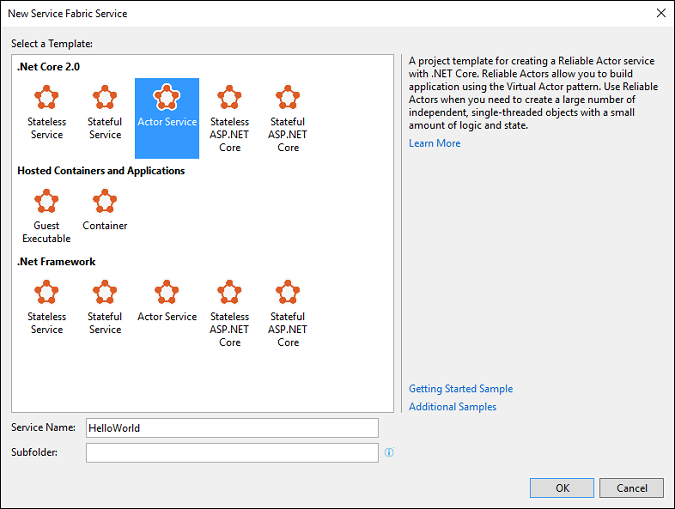 New Service Fabric Service
Select a Template:
.Net Core 2.0
Stateless Service
Stateful Service
Actor Service
Stateless ASP.NET Core
Stateful ASP.NET Core
Hosted Containers and Applications
Guest Executable
Container
.Net Framework
Stateless Service
Stateful Service
Actor Service
Stateless ASP.NET Core
Stateful ASP.NET Core
A project template for creating a Reliable Actor service
with .NET Core. Reliable Actors allow you to build
application using the Virtual Actor pattern. Use Reliable
Actors when you need to create a large number of
independent, single-threaded objects with a small
amount of logic and state.
Learn More
Getting Started Sample
Additional Samples
Service Name: HelloWorld
Subfolder:
OK Cancel